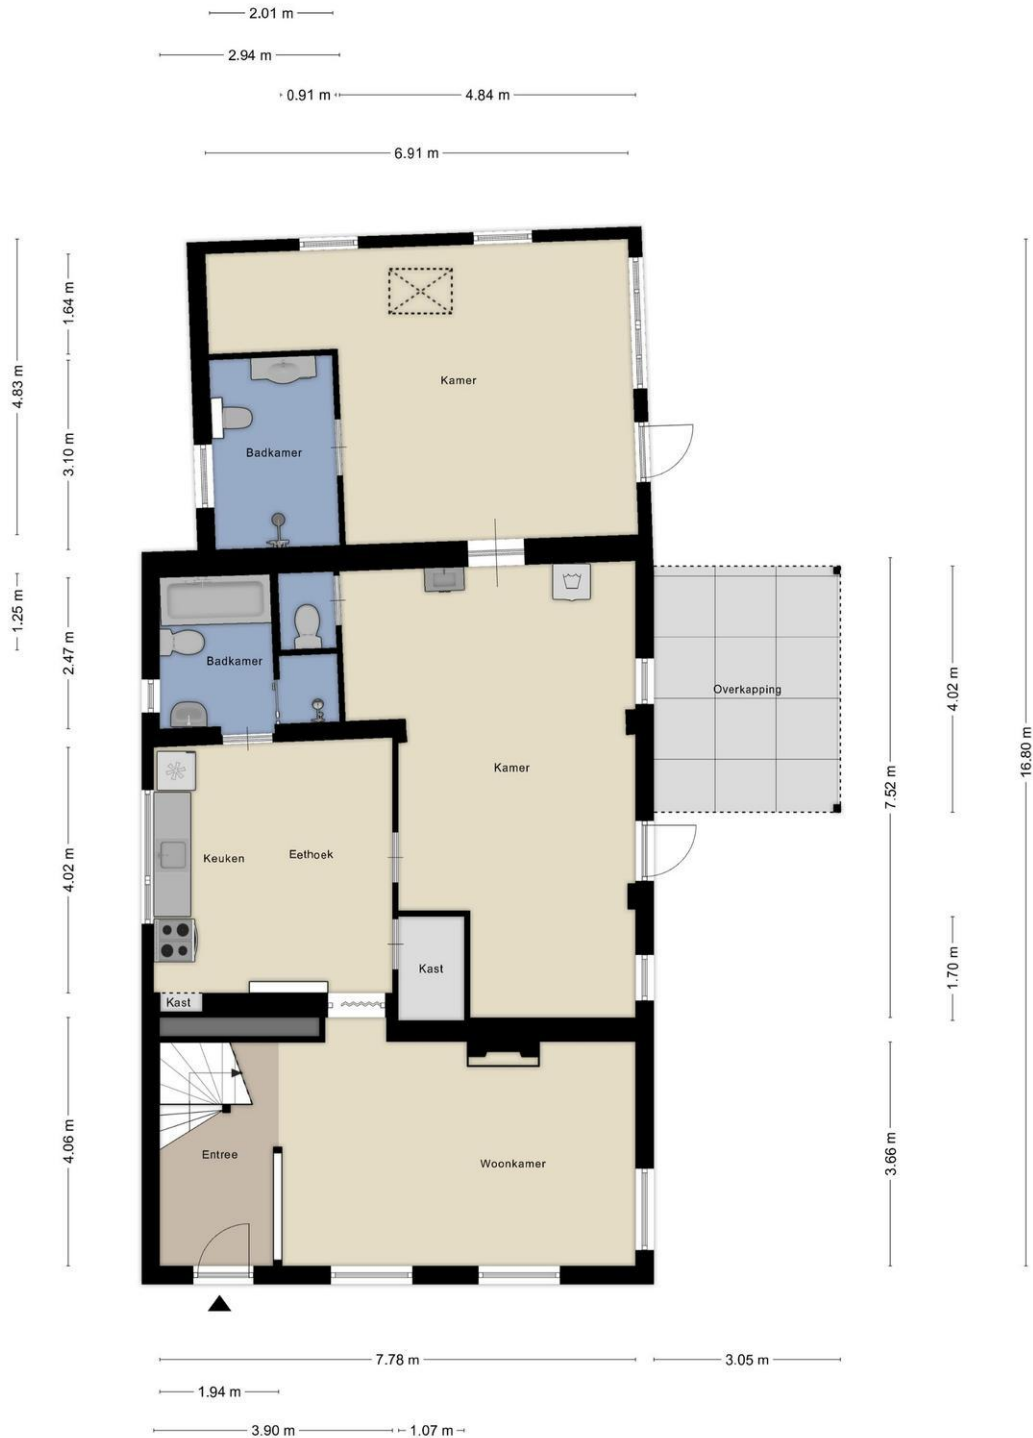 2.01 m
2.94 m
0.91 m
4.84 m
6.91 m
4.83 m
1.64 m
3.10 m
Kamer
Badkamer
1.25 m
2.47 m
Badkamer
Overkapping
4.02 m
16.80 m
Kamer
7.52 m
4.02 m
Keuken
Eethoek
Kast
1.70 m
Kast
4.06 m
Entree
Woonkamer
3.66 m
7.78 m
3.05 m
1.94 m
3.90 m
1.07 m